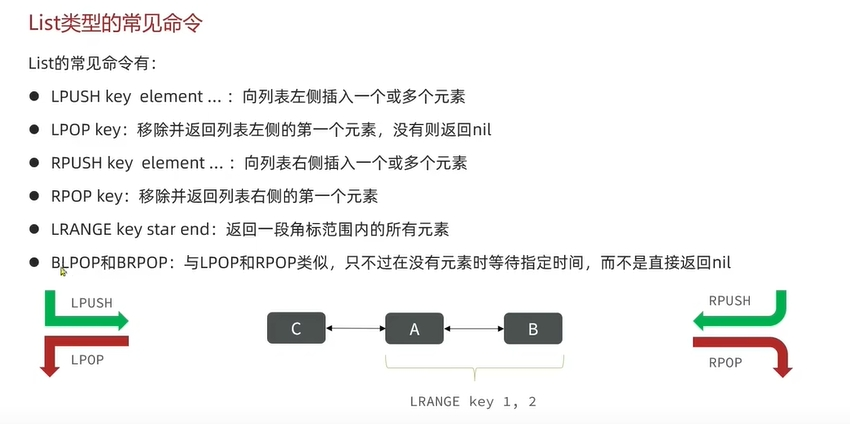 List类型的常见命令
List的常见命令有：
● LPUSH key element ... ：向列表左侧插入一个或多个元素
● LPOP key：移除并返回列表左侧的第一个元素，没有则返回nil
● RPUSH key element ... ：向列表右侧插入一个或多个元素
● RPOP key：移除并返回列表右侧的第一个元素
● LRANGE key star end：返回一段角标范围内的所有元素
● BLPOP和BRPOP：与LPOP和RPOP类似，只不过在没有元素时等待指定时间，而不是直接返回nil
LPUSH
RPUSH
C
A
B
LPOP
RPOP
LRANGE key 1, 2